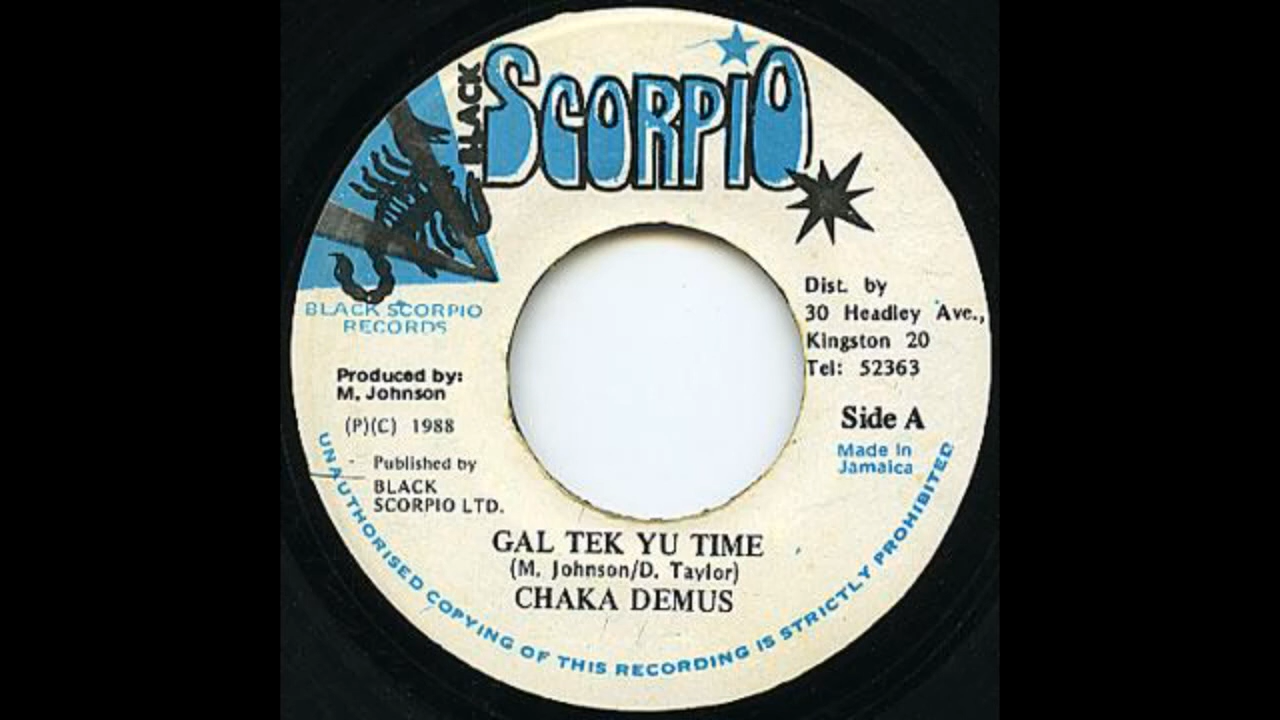 BLACK
SCORPIO
BLACK SCORPIO
RECORDS
Dist. by
30 Headley Ave.,
Kingston 20
Tel: 52363
Produced by:
M. Johnson
(P)(C) 1988
Side A
Made in
Jamaica
Published by
BLACK
SCORPIO LTD.
GAL TEK YU TIME
(M. Johnson/D. Taylor)
CHAKA DEMUS
UNAUTHORISED COPYING OF THIS RECORDING IS STRICTLY PROHIBITED